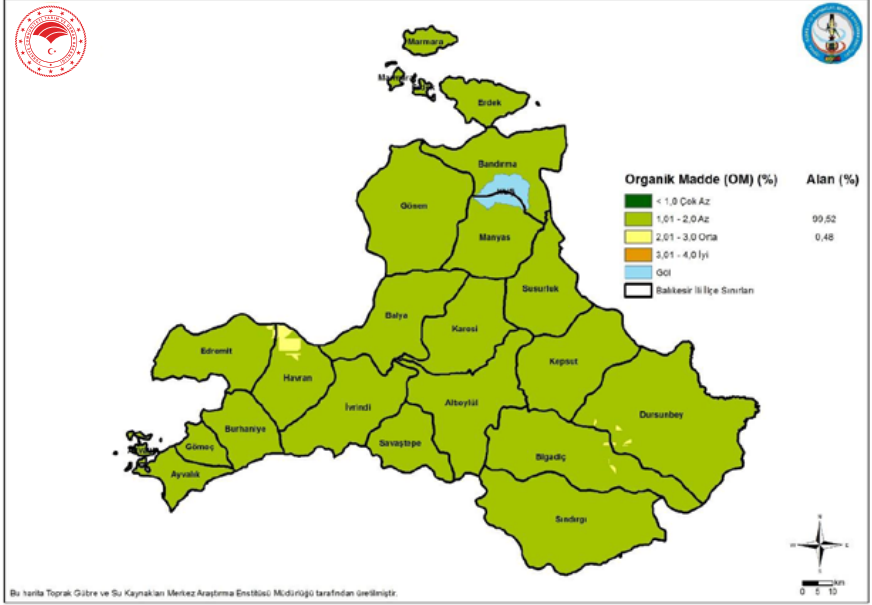 Marmara
Erdek
Bandırma
Gönen
Manyas
Susurluk
Balya
Karesi
Edremit
Havran
Kepsut
İvrindi
Altıeylül
Dursunbey
Burhaniye
Gömeç
Savaştepe
Bigadiç
Ayvalık
Sındırgı
Organik Madde (OM) (%) Alan (%)
< 1,0 Çok Az
1,01 - 2,0 Az 99,52
2,01 - 3,0 Orta 0,48
3,01 - 4,0 İyi
Göl
Balıkesir İli İlçe Sınırları
N
W E
S
km
0 5 10
Bu harita Toprak Gübre ve Su Kaynakları Merkez Araştırma Enstitüsü Müdürlüğü tarafından üretilmiştir.